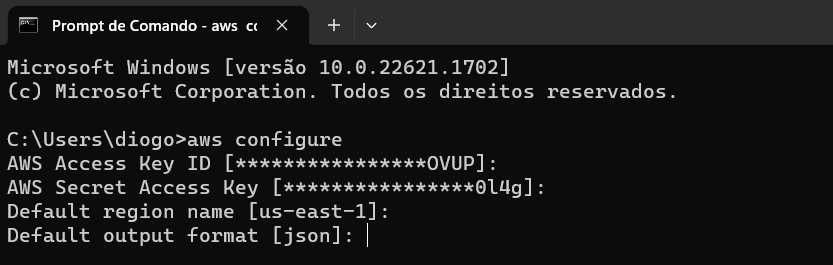 Prompt de Comando - aws cc
Microsoft Windows [versão 10.0.22621.1702]
(c) Microsoft Corporation. Todos os direitos reservados.
C:\Users\diogo>aws configure
AWS Access Key ID [****************OVUP]:
AWS Secret Access Key [****************0l4g]:
Default region name [us-east-1]:
Default output format [json]: